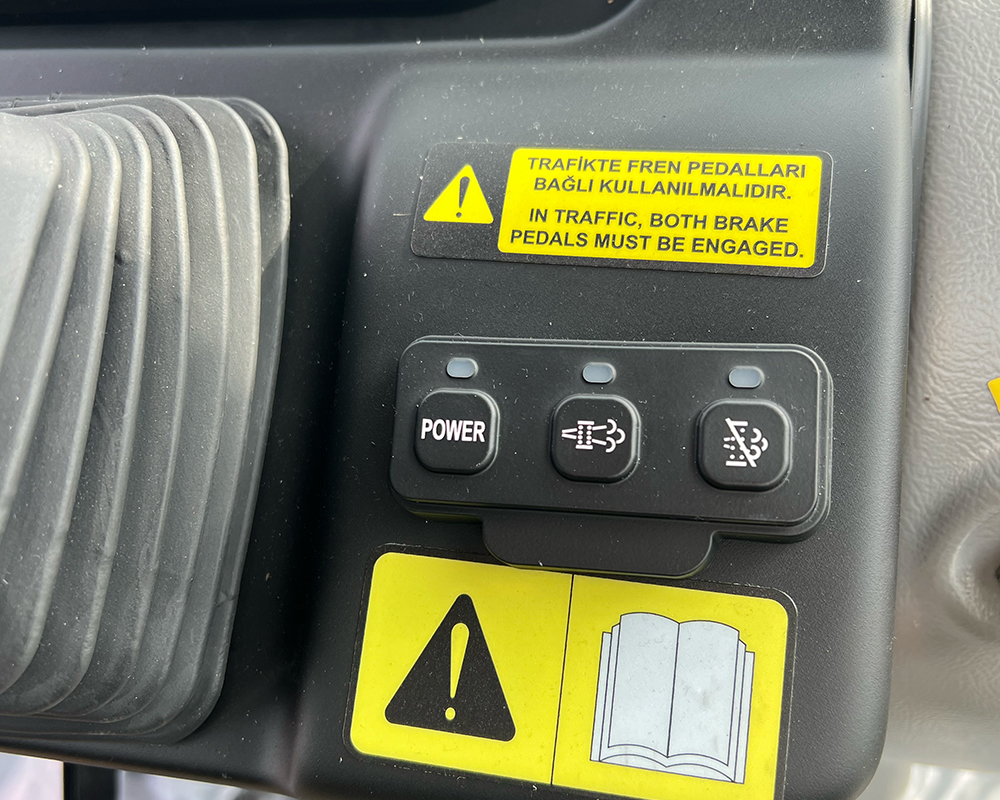 TRAFİKTE FREN PEDALLARI
BAĞLI KULLANILMALIDIR.
IN TRAFFIC, BOTH BRAKE
PEDALS MUST BE ENGAGED.
POWER